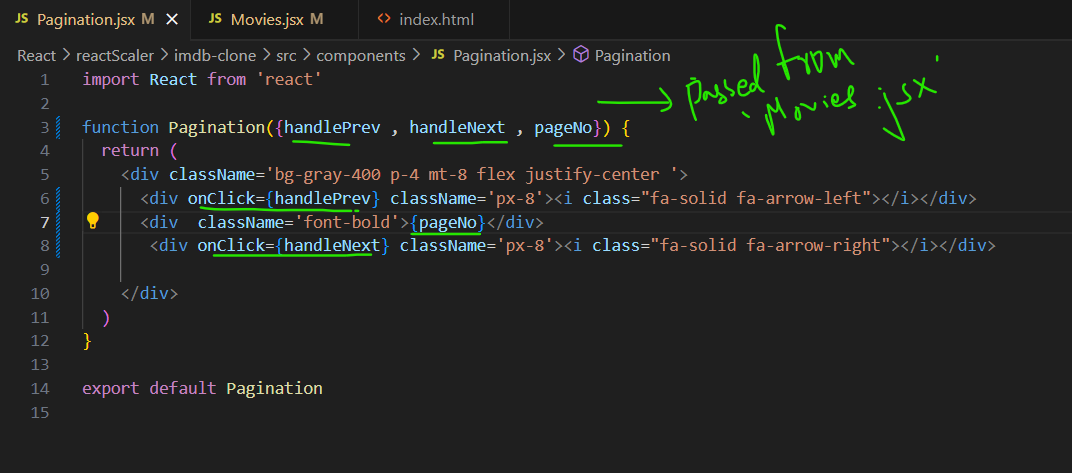 JS Pagination.jsx M ✕ JS Movies.jsx M <> index.html
React > reactScaler > imdb-clone > src > components > JS Pagination.jsx > Pagination
1 import React from 'react'
2
3 function Pagination({handlePrev , handleNext , pageNo}) {
→ Passed from
Movies.jsx
4 return (
5 <div className='bg-gray-400 p-4 mt-8 flex justify-center '>
6 <div onClick={handlePrev} className='px-8'><i class="fa-solid fa-arrow-left"></i></div>
7 <div  className='font-bold'>{pageNo}</div>
8 <div onClick={handleNext} className='px-8'><i class="fa-solid fa-arrow-right"></i></div>
9
10 </div>
11 )
12 }
13
14 export default Pagination
15